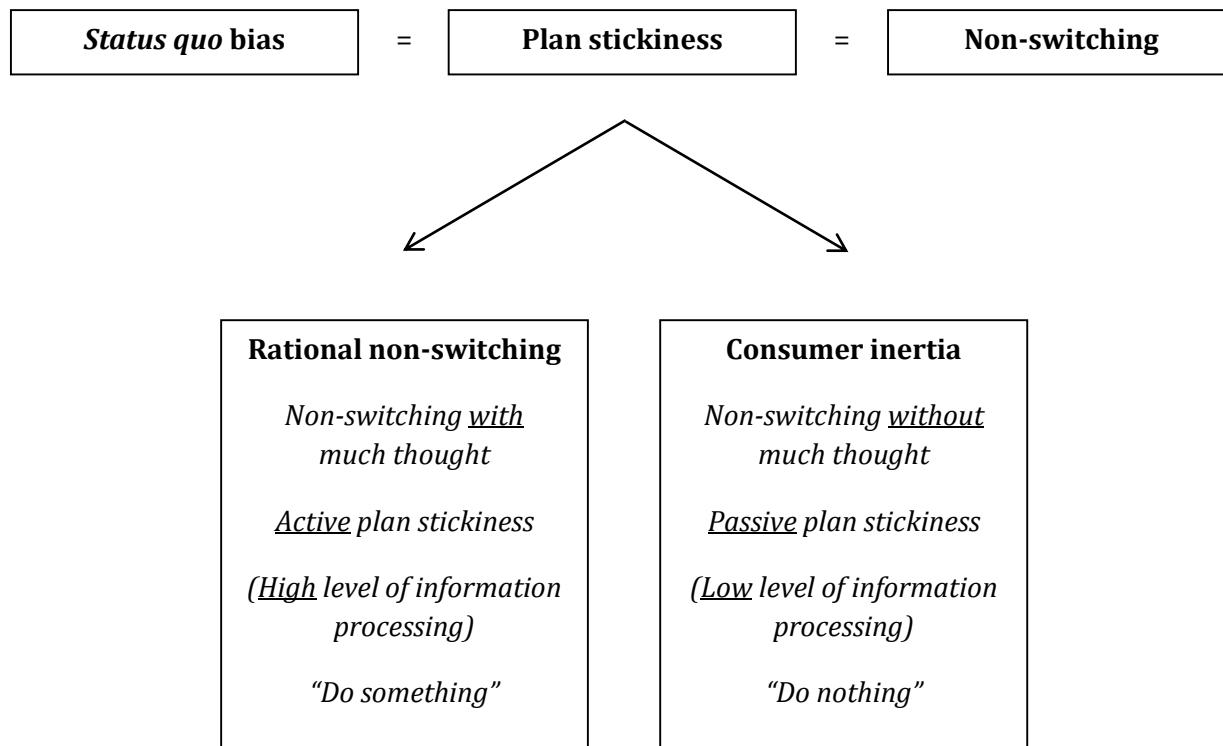 Status quo bias = Plan stickiness = Non-switching
Rational non-switching
Non-switching with
much thought
Active plan stickiness
(High level of information
processing)
“Do something”
Consumer inertia
Non-switching without
much thought
Passive plan stickiness
(Low level of information
processing)
“Do nothing”